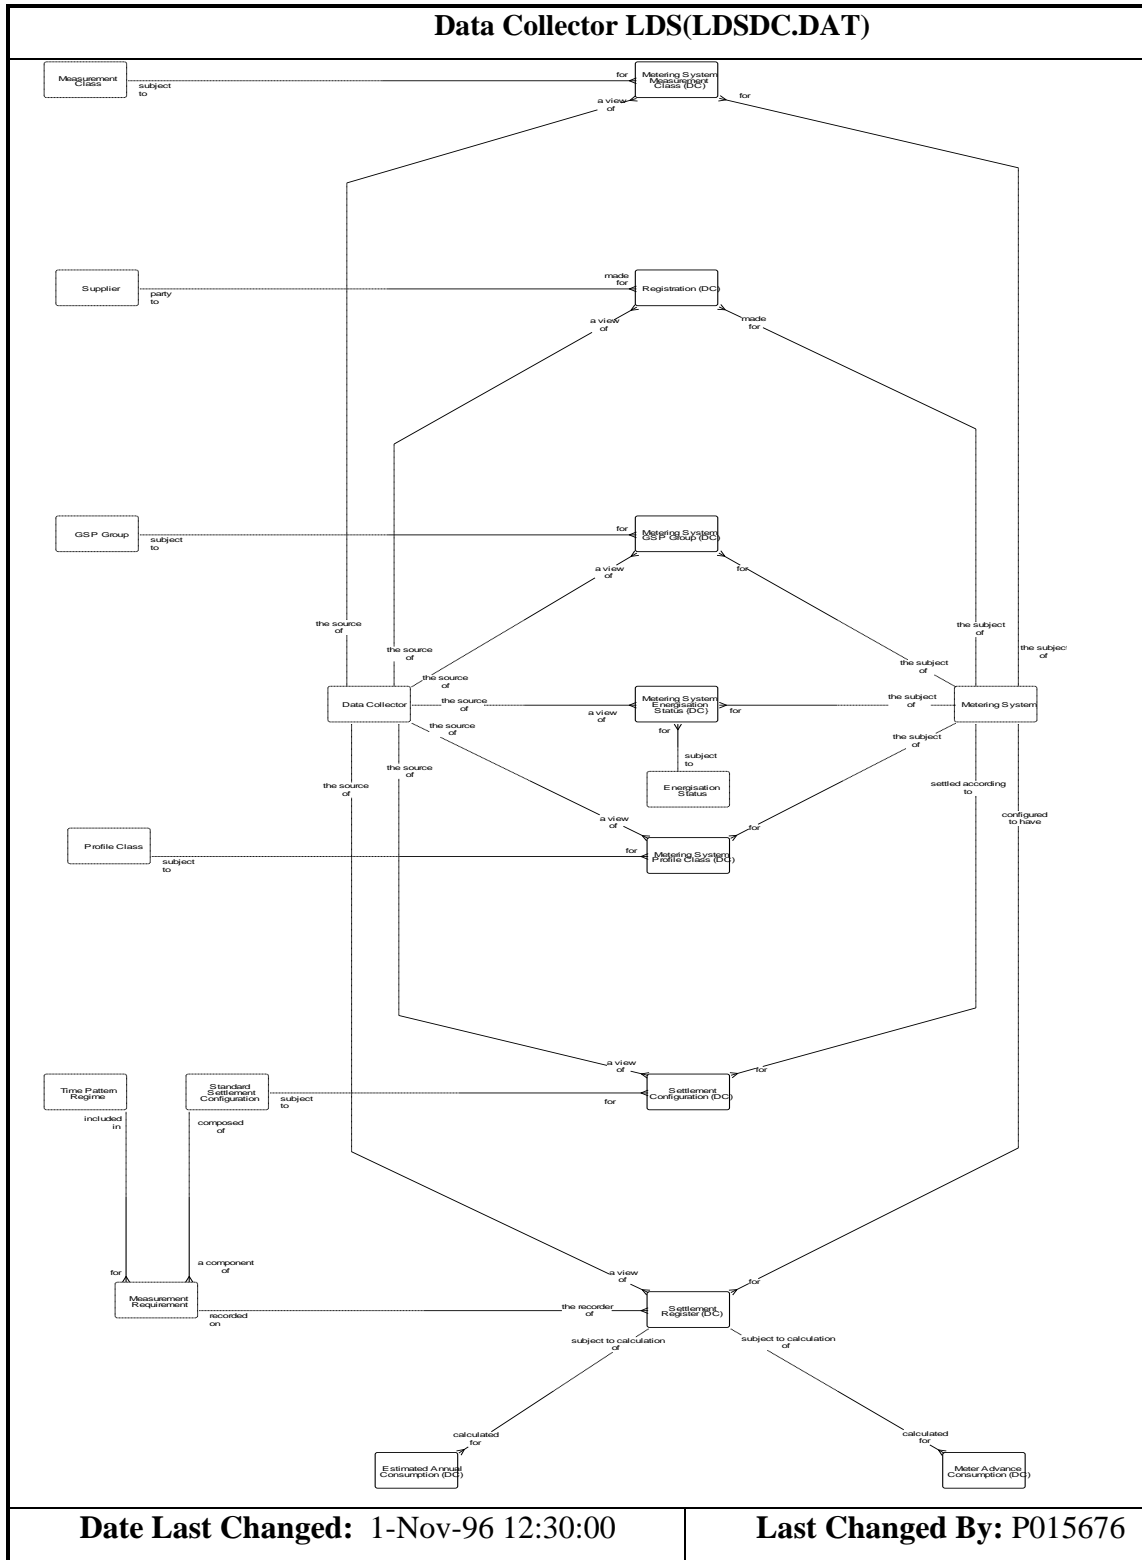 Data Collector LDS(LDSDC.DAT)
Measurement
Class
subject
to
for
Metering System
Measurement
Class (DC)
a view
of
for
Supplier
party
to
made
for
Registration (DC)
a view
of
made
for
GSP Group
subject
to
for
Metering System
GSP Group (DC)
a view
of
for
the source
of
the source
of
the source
of
the subject
of
the subject
of
the subject
of
Data Collector
the source
of
a view
of
Metering System
Energisation
Status (DC)
for
the subject
of
Metering System
the source
of
the subject
of
for
subject
to
Energisation
Status
the source
of
the source
of
settled according
to
configured
to have
a view
of
for
Profile Class
subject
to
for
Metering System
Profile Class (DC)
a view
of
for
Time Pattern
Regime
Standard
Settlement
Configuration
subject
to
for
Settlement
Configuration (DC)
included
in
composed
of
for
a component
of
a view
of
for
Measurement
Requirement
recorded
on
the recorder
of
Settlement
Register (DC)
subject to calculation
of
subject to calculation
of
calculated
for
calculated
for
Estimated Annual
Consumption (DC)
Meter Advance
Consumption (DC)
Date Last Changed: 1-Nov-96 12:30:00
Last Changed By: P015676